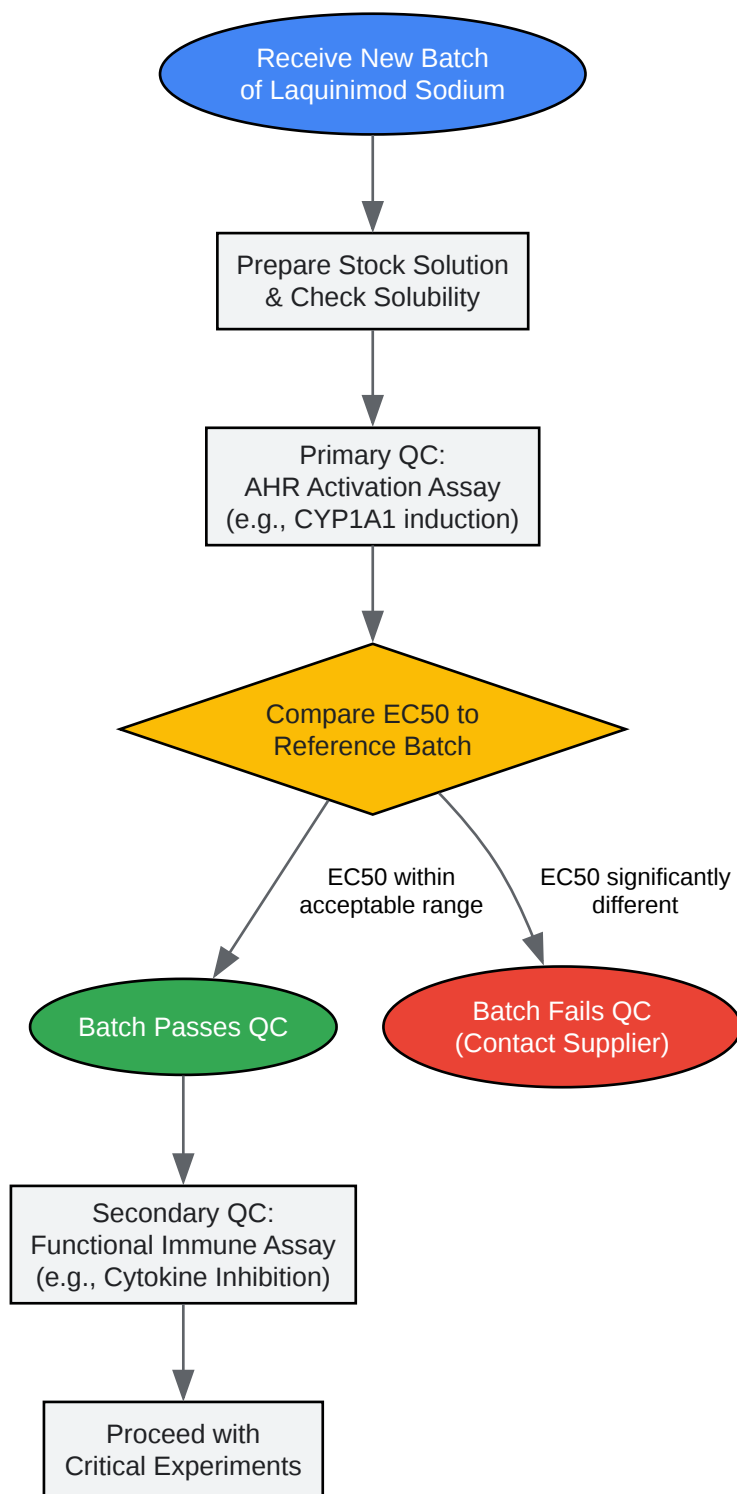 Receive New Batch
of Laquinimod Sodium
Prepare Stock Solution
& Check Solubility
Primary QC:
AHR Activation Assay
(e.g., CYP1A1 induction)
Compare EC50 to
Reference Batch
EC50 within
acceptable range
EC50 significantly
different
Batch Passes QC
Batch Fails QC
(Contact Supplier)
Secondary QC:
Functional Immune Assay
(e.g., Cytokine Inhibition)
Proceed with
Critical Experiments